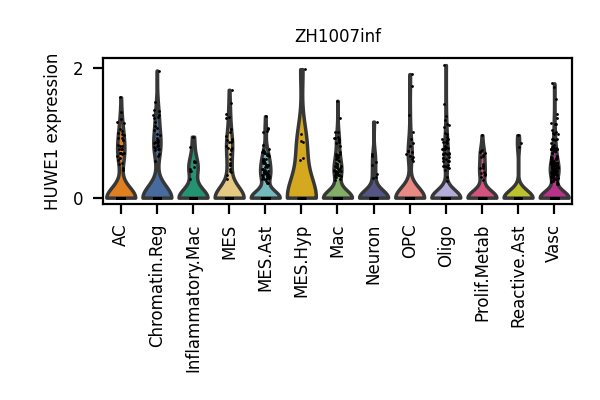 ZH1007inf
HUWE1 expression
2
0
AC
Chromatin.Reg
Inflammatory.Mac
MES
MES.Ast
MES.Hyp
Mac
Neuron
OPC
Oligo
Prolif.Metab
Reactive.Ast
Vasc